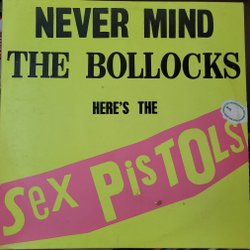 NEVER MIND
THE BOLLOCKS
HERE'S THE
Sex PiSTOLS